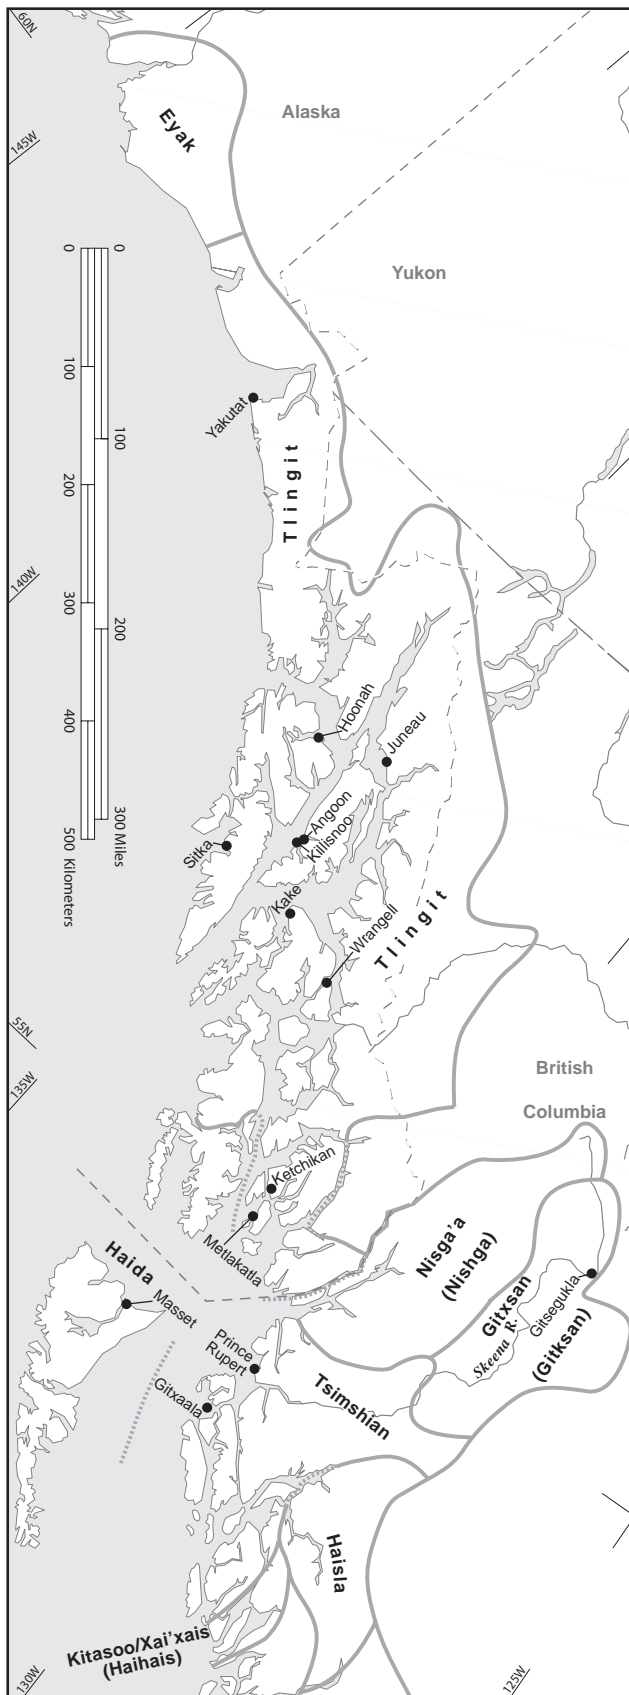 60N
Alaska
Eyak
145W
0
0
Yukon
100
100
Yakutat
Tlingit
200
140W
300
200
Hoonah
Juneau
400
Angoon
Killisnoo
Sitka
300 Miles
500 Kilometers
Kake
Wrangell
Tlingit
55N
135W
British
Columbia
Ketchikan
Metlakatla
Nisga'a
(Nishga)
Haida
Masset
Gitxsan
(Gitksan)
Skeena R.
Gitsegukla
Prince
Rupert
Gitxaala
Tsimshian
Haisla
Kitasoo/Xai'xais
(Haihais)
130W
125W